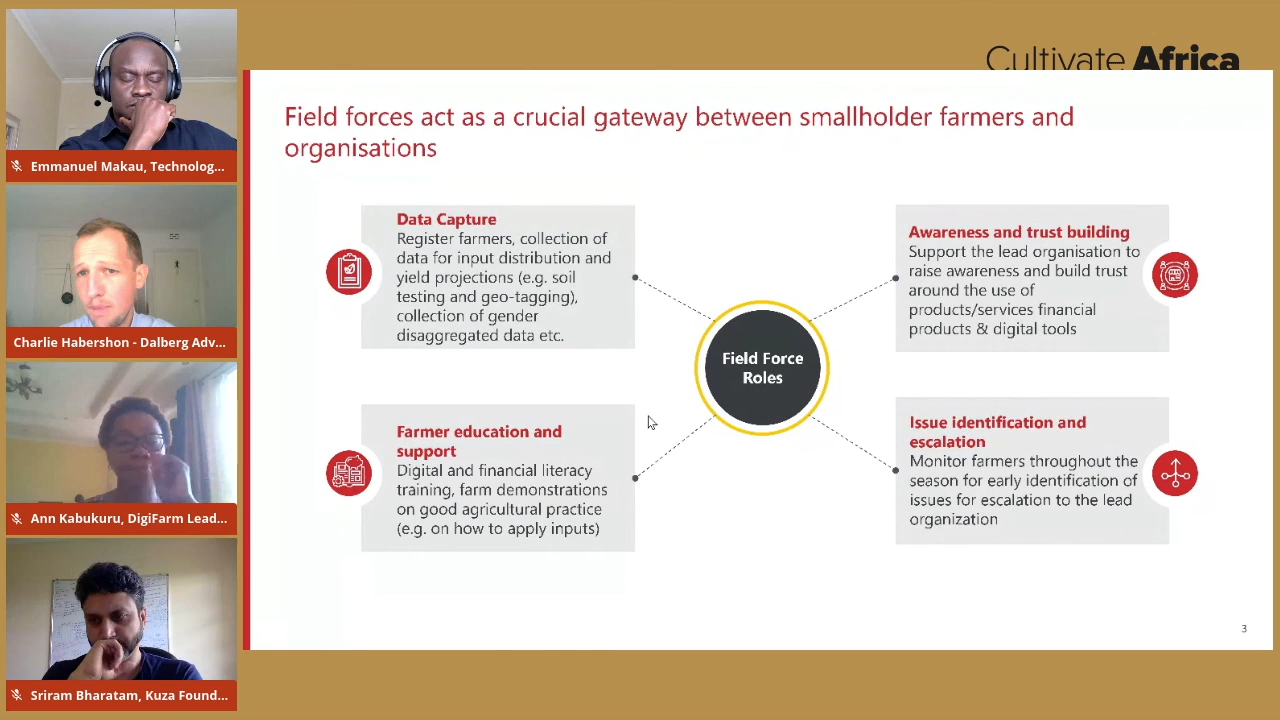 Cultivate Africa
Emmanuel Makau, Technolog...
Charlie Habershon - Dalberg Adv...
Ann Kabukuru, DigiFarm Lead...
Sriram Bharatam, Kuza Found...
Field forces act as a crucial gateway between smallholder farmers and
organisations
Data Capture
Register farmers, collection of
data for input distribution and
yield projections (e.g. soil
testing and geo-tagging),
collection of gender
disaggregated data etc.
Farmer education and
support
Digital and financial literacy
training, farm demonstrations
on good agricultural practice
(e.g. on how to apply inputs)
Field Force
Roles
Awareness and trust building
Support the lead organisation to
raise awareness and build trust
around the use of
products/services financial
products & digital tools
Issue identification and
escalation
Monitor farmers throughout the
season for early identification of
issues for escalation to the lead
organization
3